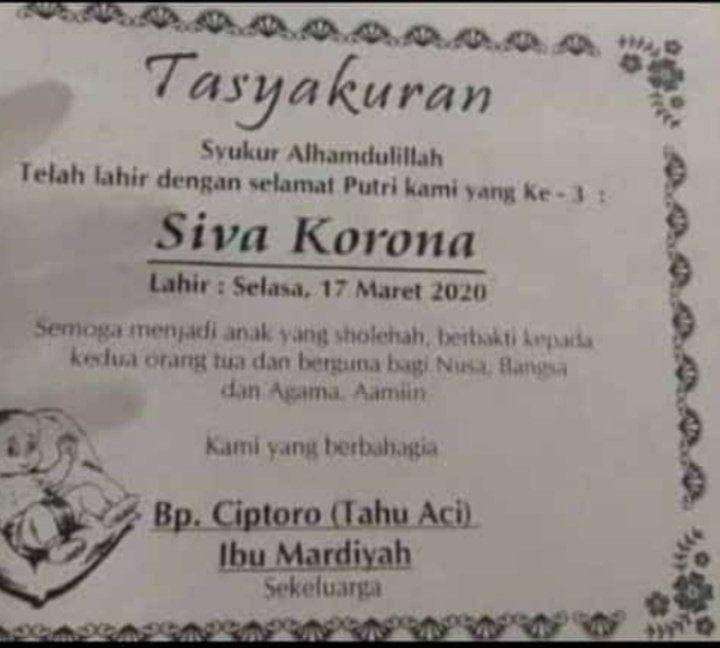 Tasyakuran
Syukur Alhamdulillah
Telah lahir dengan selamat Putri kami yang Ke - 3 :
Siva Korona
Lahir : Selasa, 17 Maret 2020
Semoga menjadi anak yang sholehah, berbakti kepada
kedua orang tua dan berguna bagi Nusa, Bangsa
dan Agama. Aamiin
Kami yang berbahagia
Bp. Ciptoro (Tahu Aci)
Ibu Mardiyah
Sekeluarga